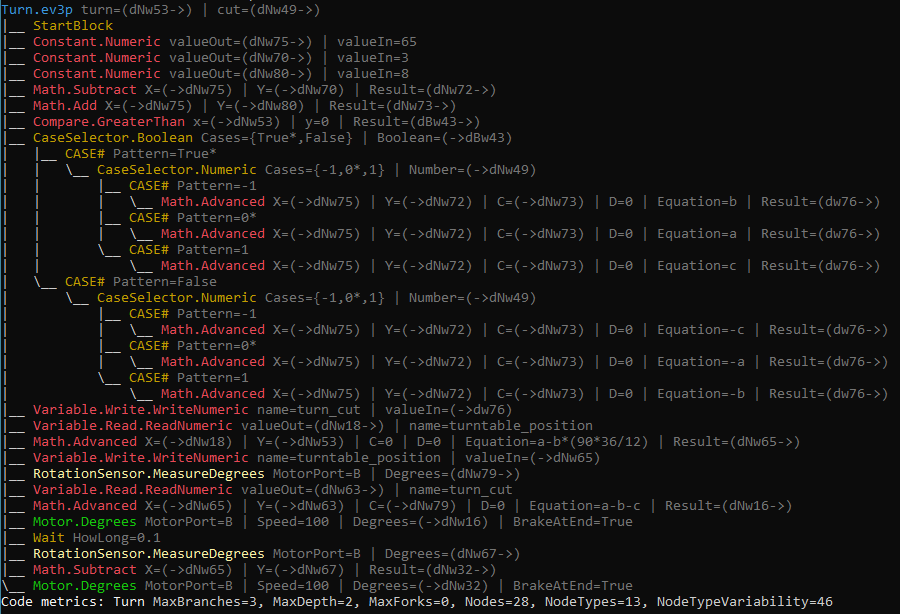 Turn.ev3p turn=(dNw53->) | cut=(dNw49->)
|__ StartBlock
|__ Constant.Numeric valueOut=(dNw75->) | valueIn=65
|__ Constant.Numeric valueOut=(dNw70->) | valueIn=3
|__ Constant.Numeric valueOut=(dNw80->) | valueIn=8
|__ Math.Subtract X=(->dNw75) | Y=(->dNw70) | Result=(dNw72->)
|__ Math.Add X=(->dNw75) | Y=(->dNw80) | Result=(dNw73->)
|__ Compare.GreaterThan x=(->dNw53) | y=0 | Result=(dBw43->)
|__ CaseSelector.Boolean Cases={True*,False} | Boolean=(->dBw43)
|   |__ CASE# Pattern=True*
|   |   \__ CaseSelector.Numeric Cases={-1,0*,1} | Number=(->dNw49)
|   |       |__ CASE# Pattern=-1
|   |       |   \__ Math.Advanced X=(->dNw75) | Y=(->dNw72) | C=(->dNw73) | D=0 | Equation=b | Result=(dw76->)
|   |       |__ CASE# Pattern=0*
|   |       |   \__ Math.Advanced X=(->dNw75) | Y=(->dNw72) | C=(->dNw73) | D=0 | Equation=a | Result=(dw76->)
|   |       \__ CASE# Pattern=1
|   |           \__ Math.Advanced X=(->dNw75) | Y=(->dNw72) | C=(->dNw73) | D=0 | Equation=c | Result=(dw76->)
|   \__ CASE# Pattern=False
|       \__ CaseSelector.Numeric Cases={-1,0*,1} | Number=(->dNw49)
|           |__ CASE# Pattern=-1
|           |   \__ Math.Advanced X=(->dNw75) | Y=(->dNw72) | C=(->dNw73) | D=0 | Equation=-c | Result=(dw76->)
|           |__ CASE# Pattern=0*
|           |   \__ Math.Advanced X=(->dNw75) | Y=(->dNw72) | C=(->dNw73) | D=0 | Equation=-a | Result=(dw76->)
|           \__ CASE# Pattern=1
|               \__ Math.Advanced X=(->dNw75) | Y=(->dNw72) | C=(->dNw73) | D=0 | Equation=-b | Result=(dw76->)
|__ Variable.Write.WriteNumeric name=turn_cut | valueIn=(->dw76)
|__ Variable.Read.ReadNumeric valueOut=(dNw18->) | name=turntable_position
|__ Math.Advanced X=(->dNw18) | Y=(->dNw53) | C=0 | D=0 | Equation=a-b*(90*36/12) | Result=(dNw65->)
|__ Variable.Write.WriteNumeric name=turntable_position | valueIn=(->dNw65)
|__ RotationSensor.MeasureDegrees MotorPort=B | Degrees=(dNw79->)
|__ Variable.Read.ReadNumeric valueOut=(dNw63->) | name=turn_cut
|__ Math.Advanced X=(->dNw65) | Y=(->dNw63) | C=(->dNw79) | D=0 | Equation=a-b-c | Result=(dNw16->)
|__ Motor.Degrees MotorPort=B | Speed=100 | Degrees=(->dNw16) | BrakeAtEnd=True
|__ Wait HowLong=0.1
|__ RotationSensor.MeasureDegrees MotorPort=B | Degrees=(dNw67->)
|__ Math.Subtract X=(->dNw65) | Y=(->dNw67) | Result=(dNw32->)
\__ Motor.Degrees MotorPort=B | Speed=100 | Degrees=(->dNw32) | BrakeAtEnd=True
Code metrics: Turn MaxBranches=3, MaxDepth=2, MaxForks=0, Nodes=28, NodeTypes=13, NodeTypeVariability=46